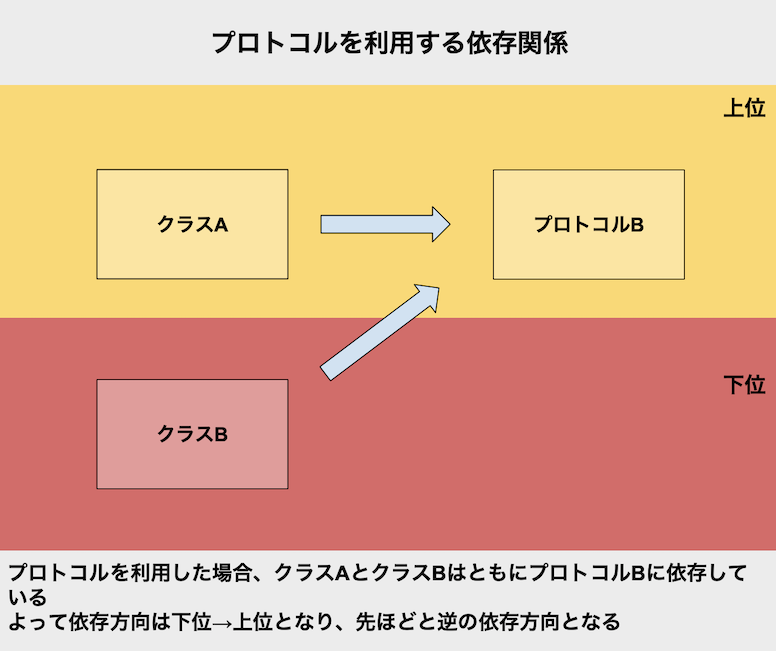 プロトコルを利用する依存関係
上位
クラスA
プロトコルB
下位
クラスB
プロトコルを利用した場合、クラスAとクラスBはともにプロトコルBに依存して
いる
よって依存方向は下位→上位となり、先ほどと逆の依存方向となる